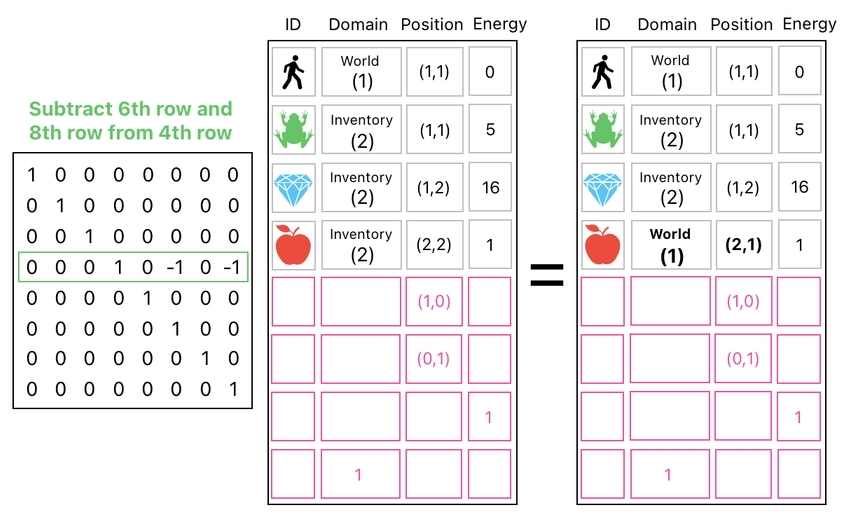 ID Domain Position Energy ID Domain Position Energy
Subtract 6th row and
8th row from 4th row
1 0 0 0 0 0 0 0
0 1 0 0 0 0 0 0
0 0 1 0 0 0 0 0
0 0 0 1 0 -1 0 -1
0 0 0 0 1 0 0 0
0 0 0 0 0 1 0 0
0 0 0 0 0 0 1 0
0 0 0 0 0 0 0 1
World
(1) (1,1) 0
Inventory
(2) (1,1) 5
Inventory
(2) (1,2) 16
Inventory
(2) (2,2) 1
(1,0)
(0,1)
1
1
=
World
(1) (1,1) 0
Inventory
(2) (1,1) 5
Inventory
(2) (1,2) 16
World
(1) (2,1) 1
(1,0)
(0,1)
1
1